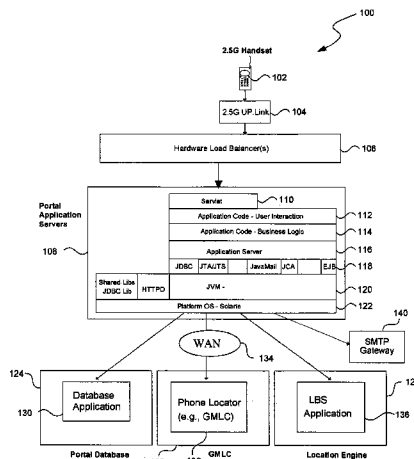 100
2.5G Handset
102
2.5G UP.Link
104
Hardware Load Balancer(s)
106
Portal
Application
Servers
108
Servlet
110
Application Code - User Interaction
112
Application Code - Business Logic
114
Application Server
116
JDBC JTA/JTS JavaMail JCA EJB
118
Shared Libs
JDBC Lib
HTTPD
JVM -
120
Platform OS - Solaris
122
140
WAN
134
SMTP
Gateway
124
Database
Application
130
Phone Locator
(e.g., GMLC)
LBS
Application
136
Portal Database
GMLC
Location Engine